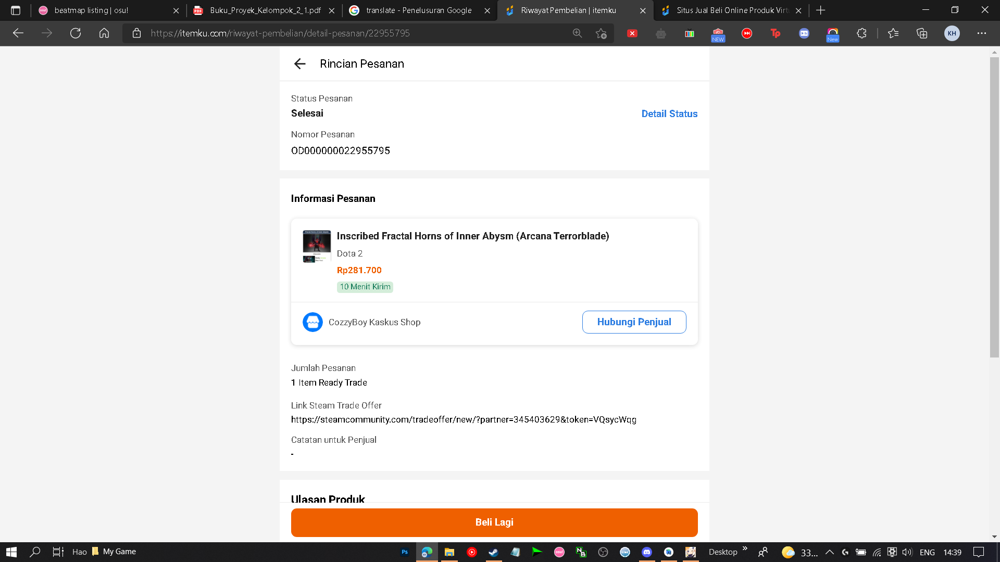 beatmap listing | osu!
Buku_Proyek_Kelompok_2_1.pdf
translate - Penelusuran Google
Riwayat Pembelian | itemku
Situs Jual Beli Online Produk Virt
https://itemku.com/riwayat-pembelian/detail-pesanan/22955795
NEW
New
KH
Rincian Pesanan
Status Pesanan
Selesai
Detail Status
Nomor Pesanan
OD000000022955795
Informasi Pesanan
Inscribed Fractal Horns of Inner Abysm (Arcana Terrorblade)
Dota 2
Rp281.700
10 Menit Kirim
CozzyBoy Kaskus Shop
Hubungi Penjual
Jumlah Pesanan
1 Item Ready Trade
Link Steam Trade Offer
https://steamcommunity.com/tradeoffer/new/?partner=345403629&token=VQsycWqg
Catatan untuk Penjual
-
Ulasan Produk
Beli Lagi
Hao
My Game
Desktop
33...
ENG
14:39